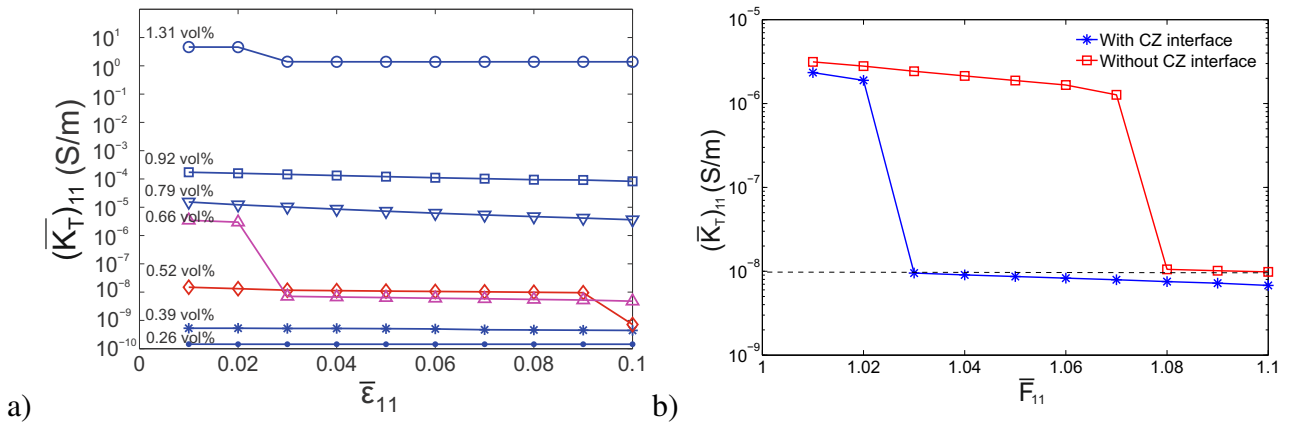 1.31 vol%
0.92 vol%
0.79 vol%
0.66 vol%
0.52 vol%
0.39 vol%
0.26 vol%
10¹
10⁰
10⁻¹
10⁻²
10⁻³
10⁻⁴
10⁻⁵
10⁻⁶
10⁻⁷
10⁻⁸
10⁻⁹
10⁻¹⁰
(K̅_T)₁₁ (S/m)
0 0.02 0.04 0.06 0.08 0.1
ε̅₁₁
a)
With CZ interface
Without CZ interface
10⁻⁵
10⁻⁶
10⁻⁷
10⁻⁸
10⁻⁹
(K̅_T)₁₁ (S/m)
1 1.02 1.04 1.06 1.08 1.1
F̅₁₁
b)